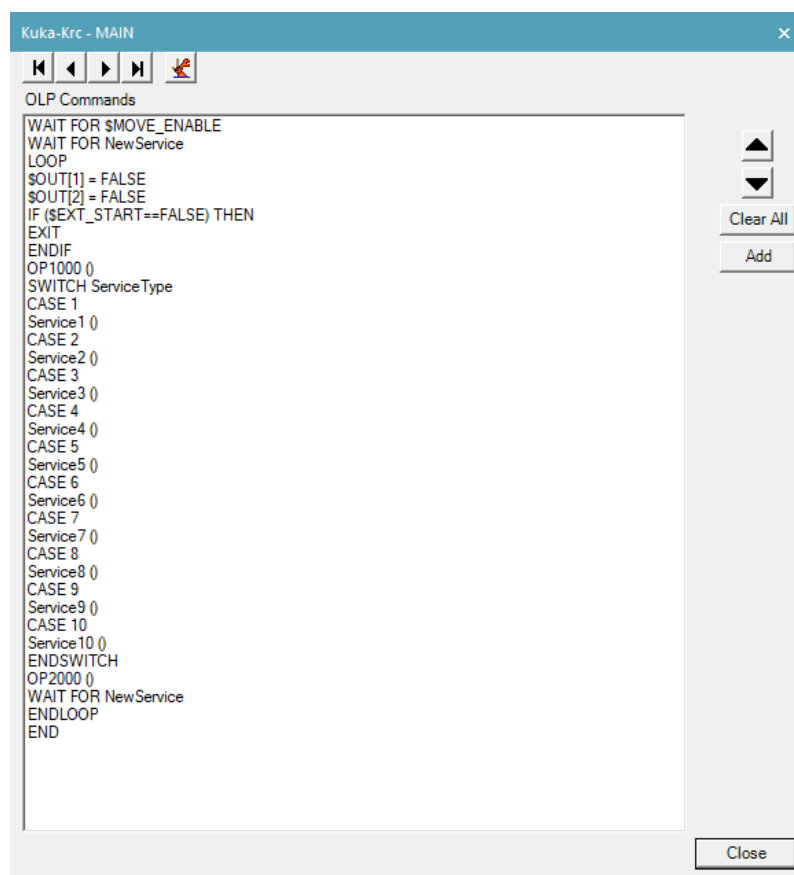 Kuka-Krc - MAIN
OLP Commands
WAIT FOR $MOVE_ENABLE
WAIT FOR NewService
LOOP
$OUT[1] = FALSE
$OUT[2] = FALSE
IF ($EXT_START==FALSE) THEN
EXIT
ENDIF
OP1000 ()
SWITCH ServiceType
CASE 1
Service1 ()
CASE 2
Service2 ()
CASE 3
Service3 ()
CASE 4
Service4 ()
CASE 5
Service5 ()
CASE 6
Service6 ()
CASE 7
Service7 ()
CASE 8
Service8 ()
CASE 9
Service9 ()
CASE 10
Service10 ()
ENDSWITCH
OP2000 ()
WAIT FOR NewService
ENDLOOP
END
Clear All
Add
Close